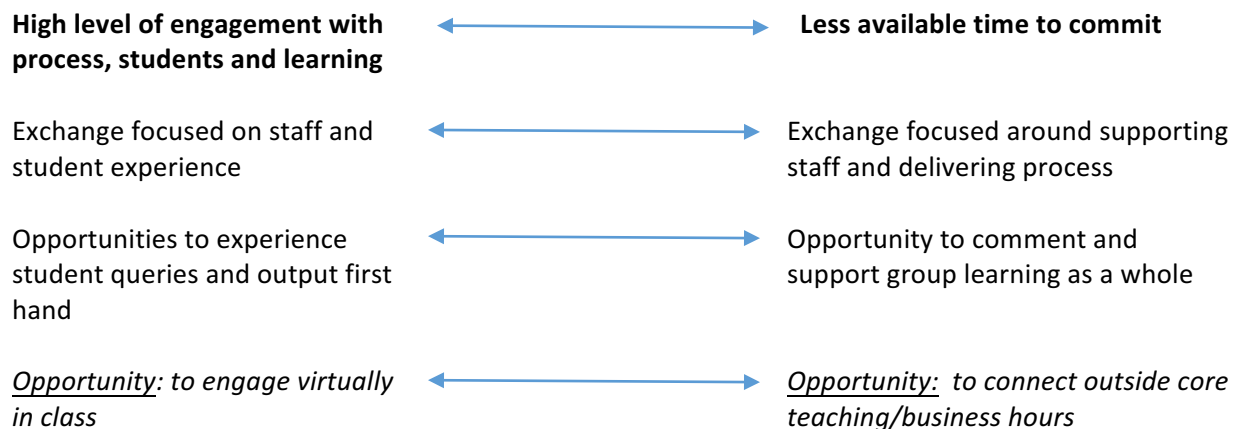 High level of engagement with
process, students and learning
Less available time to commit
Exchange focused on staff and
student experience
Exchange focused around supporting
staff and delivering process
Opportunities to experience
student queries and output first
hand
Opportunity to comment and
support group learning as a whole
Opportunity: to engage virtually
in class
Opportunity:  to connect outside core
teaching/business hours